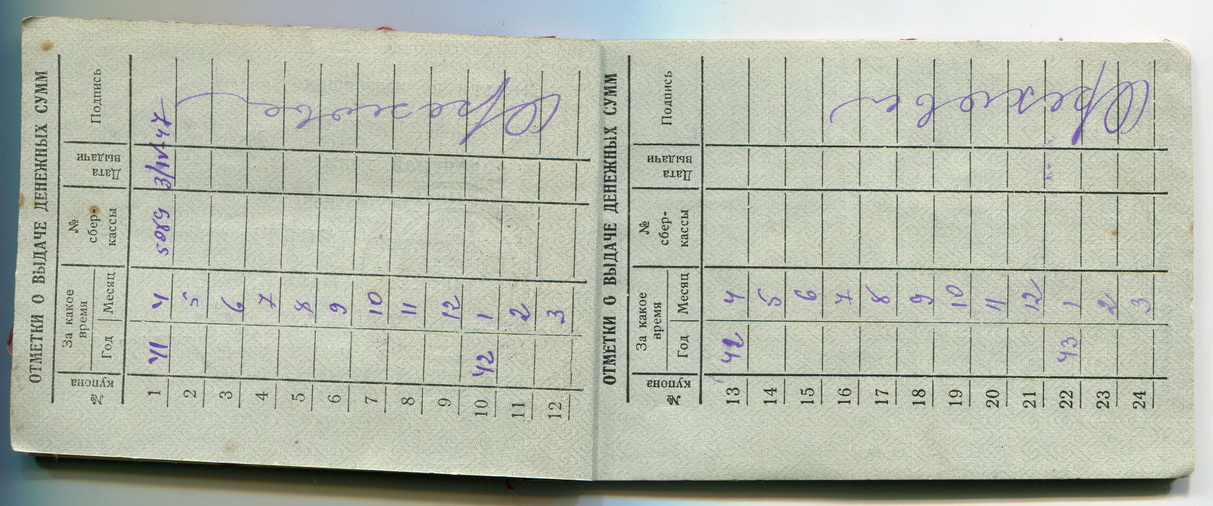 ОТМЕТКИ О ВЫДАЧЕ ДЕНЕЖНЫХ СУММ
№ купона За какое время № сбер-кассы Дата выдачи Подпись
Год Месяц
1 41 4 5089 3/IV-47
2 5
3 6
4 7
5 8
6 9
7 10
8 11
9 12
10 42 1
11 2
12 3
ОТМЕТКИ О ВЫДАЧЕ ДЕНЕЖНЫХ СУММ
№ купона За какое время № сбер-кассы Дата выдачи Подпись
Год Месяц
13 42 4
14 5
15 6
16 7
17 8
18 9
19 10
20 11
21 12
22 43 1
23 2
24 3